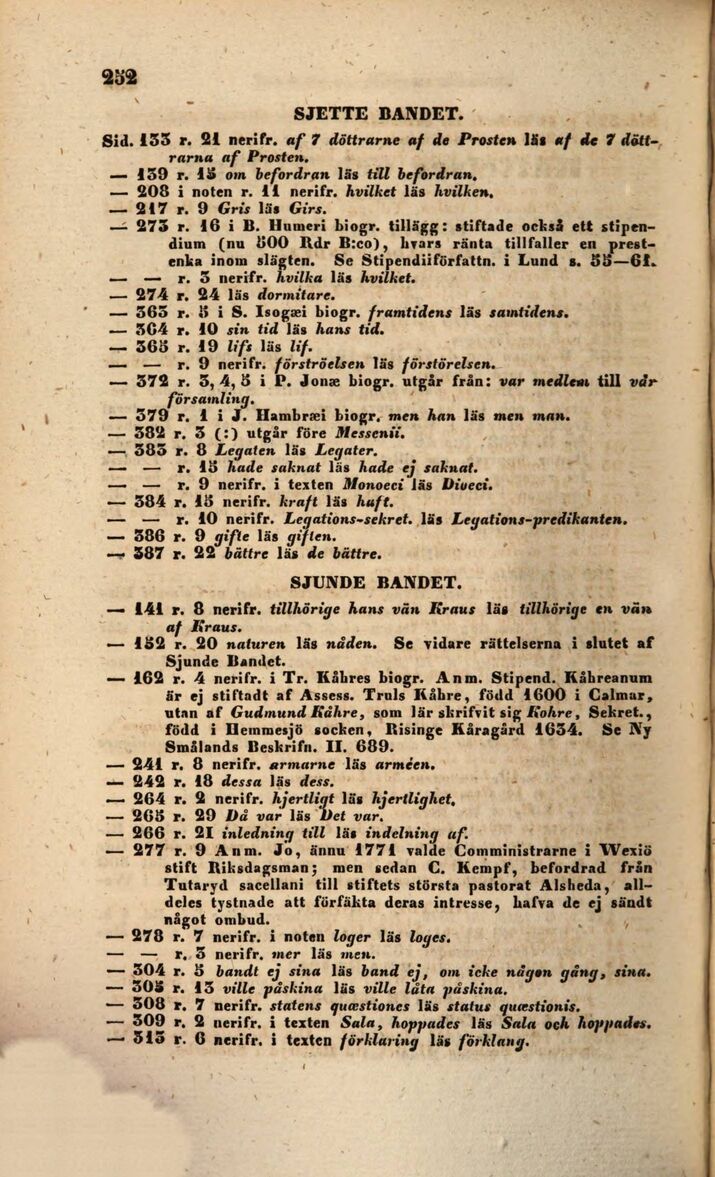 252
SJETTE BANDET.
Sid. 133 r. 21 nerifr. af 7 döttrarne af de Prosten läs af de 7 dött-
rarna af Prosten.
— 139 r. 15 om befordran läs till befordran.
— 208 i noten r. 11 nerifr. hvilket läs hvilken.
— 217 r. 9 Gris läs Girs.
— 273 r. 16 i B. Humeri biogr. tillägg: stiftade också ett stipen-
dium (nu 500 Rdr B:co), hvars ränta tillfaller en prest-
enka inom slägten. Se Stipendiiförfattn. i Lund s. 55—61.
— — r. 3 nerifr. hvilka läs hvilket.
— 274 r. 24 läs dormitare.
— 363 r. 5 i S. Isogæi biogr. framtidens läs samtidens.
— 364 r. 10 sin tid läs hans tid.
— 365 r. 19 lifs läs lif.
— — r. 9 nerifr. förströelsen läs förstörelsen.
— 372 r. 3, 4, 5 i P. Jonæ biogr. utgår från: var medlem till vår
församling.
— 379 r. 1 i J. Hambræi biogr. men han läs men man.
— 382 r. 3 (:) utgår före Messenii.
— 383 r. 8 Legaten läs Legater.
— — r. 15 hade saknat läs hade ej saknat.
— — r. 9 nerifr. i texten Monoeci läs Dioeci.
— 384 r. 15 nerifr. kraft läs haft.
— — r. 10 nerifr. Legations-sekret. läs Legations-predikanten.
— 386 r. 9 gifte läs giften.
— 387 r. 22 bättre läs de bättre.
SJUNDE BANDET.
— 141 r. 8 nerifr. tillhörige hans vän Kraus läs tillhörige en vän
af Kraus.
— 152 r. 20 naturen läs nåden. Se vidare rättelserna i slutet af
Sjunde Bandet.
— 162 r. 4 nerifr. i Tr. Kåhres biogr. Anm. Stipend. Kåhreanum
är ej stiftadt af Assess. Truls Kåhre, född 1600 i Calmar,
utan af Gudmund Kåhre, som lär skrifvit sig Kohre, Sekret.,
född i Hemmesjö socken, Risinge Kåragård 1634. Se Ny
Smålands Beskrifn. II. 689.
— 241 r. 8 nerifr. armarne läs arméen.
— 242 r. 18 dessa läs dess.
— 264 r. 2 nerifr. hjertligt läs hjertlighet.
— 265 r. 29 Då var läs Det var.
— 266 r. 21 inledning till läs indelning af.
— 277 r. 9 Anm. Jo, ännu 1771 valde Comministrarne i Wexiö
stift Riksdagsman; men sedan C. Kempf, befordrad från
Tutaryd sacellani till stiftets största pastorat Alsheda, all-
deles tystnade att förfäkta deras intresse, hafva de ej sändt
något ombud.
— 278 r. 7 nerifr. i noten loger läs loges.
— — r. 3 nerifr. mer läs men.
— 304 r. 5 bandt ej sina läs band ej, om icke någon gång, sina.
— 305 r. 13 ville påskina läs ville låta påskina.
— 308 r. 7 nerifr. statens quæstiones läs status quæstionis.
— 309 r. 2 nerifr. i texten Sala, hoppades läs Sala och hoppades.
— 313 r. 6 nerifr. i texten förklaring läs förklang.